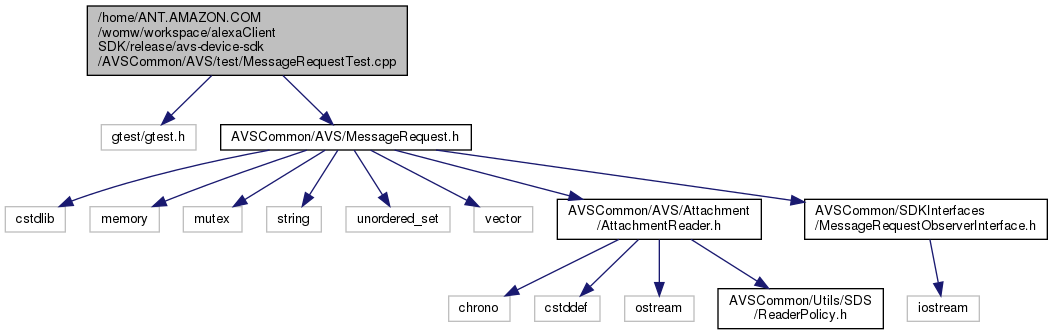 /home/ANT.AMAZON.COM
/womw/workspace/alexaClient
SDK/release/avs-device-sdk
/AVSCommon/AVS/test/MessageRequestTest.cpp
gtest/gtest.h
AVSCommon/AVS/MessageRequest.h
cstdlib
memory
mutex
string
unordered_set
vector
AVSCommon/AVS/Attachment
/AttachmentReader.h
AVSCommon/SDKInterfaces
/MessageRequestObserverInterface.h
chrono
cstddef
ostream
AVSCommon/Utils/SDS
/ReaderPolicy.h
iostream